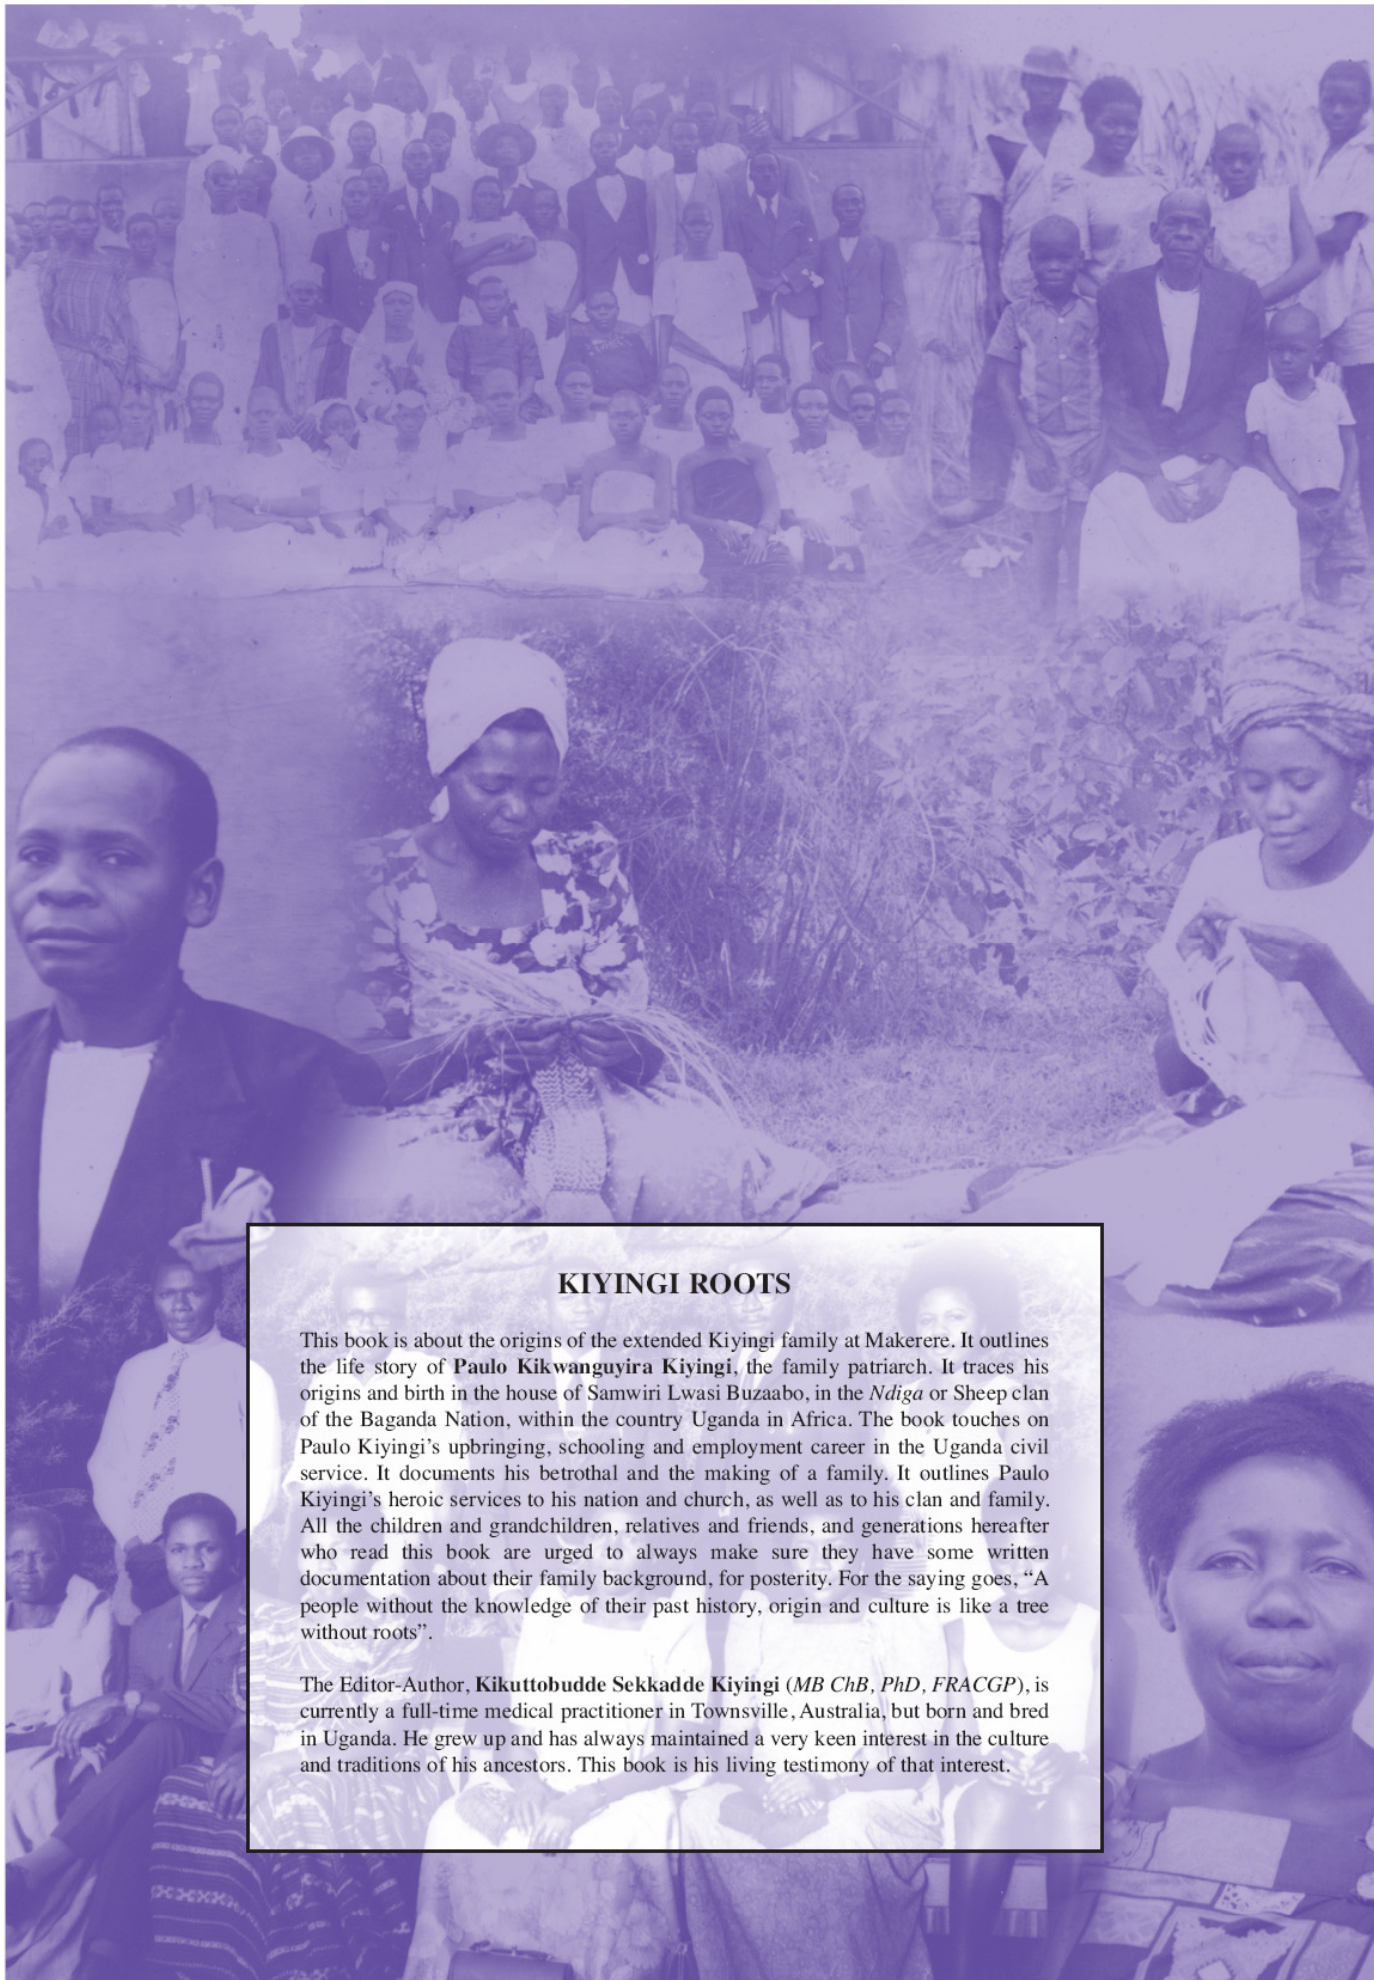 KIYINGI ROOTS
This book is about the origins of the extended Kiyingi family at Makerere. It outlines
the life story of Paulo Kikwanguyira Kiyingi, the family patriarch. It traces his
origins and birth in the house of Samwiri Lwasi Buzaabo, in the Ndiga or Sheep clan
of the Baganda Nation, within the country Uganda in Africa. The book touches on
Paulo Kiyingi’s upbringing, schooling and employment career in the Uganda civil
service. It documents his betrothal and the making of a family. It outlines Paulo
Kiyingi’s heroic services to his nation and church, as well as to his clan and family.
All the children and grandchildren, relatives and friends, and generations hereafter
who read this book are urged to always make sure they have some written
documentation about their family background, for posterity. For the saying goes, “A
people without the knowledge of their past history, origin and culture is like a tree
without roots”.
The Editor-Author, Kikuttobudde Sekkadde Kiyingi (MB ChB, PhD, FRACGP), is
currently a full-time medical practitioner in Townsville, Australia, but born and bred
in Uganda. He grew up and has always maintained a very keen interest in the culture
and traditions of his ancestors. This book is his living testimony of that interest.